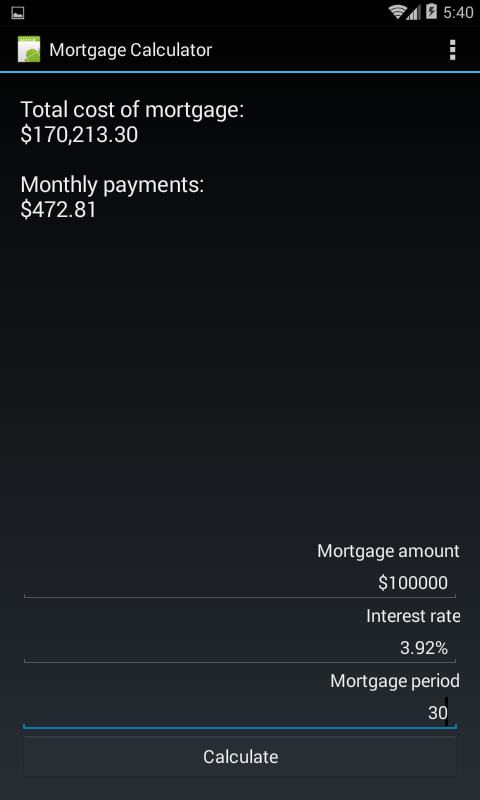 5:40
Mortgage Calculator
Total cost of mortgage:
$170,213.30
Monthly payments:
$472.81
Mortgage amount
$100000
Interest rate
3.92%
Mortgage period
30
Calculate